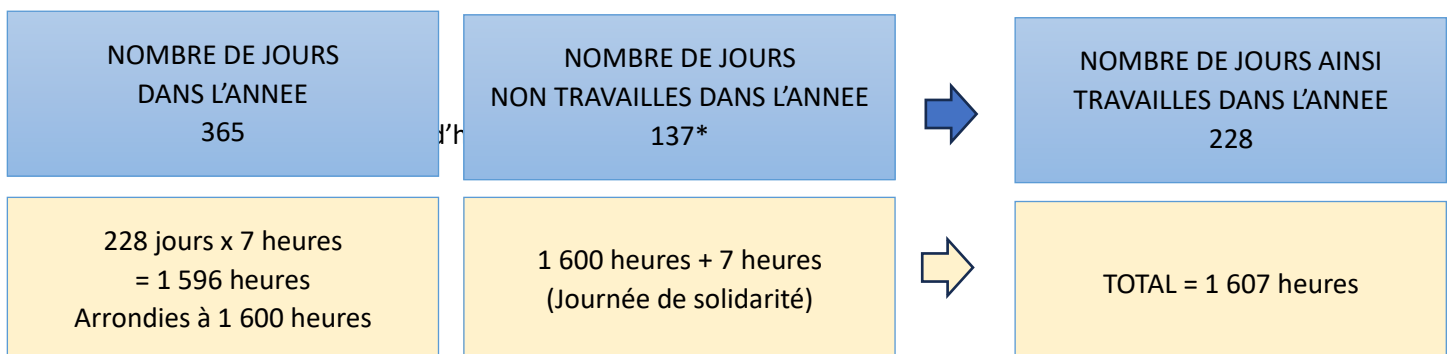 NOMBRE DE JOURS
DANS L’ANNEE
365
d’h
NOMBRE DE JOURS
NON TRAVAILLES DANS L’ANNEE
137*
NOMBRE DE JOURS AINSI
TRAVAILLES DANS L’ANNEE
228
228 jours x 7 heures
= 1 596 heures
Arrondies à 1 600 heures
1 600 heures + 7 heures
(Journée de solidarité)
TOTAL = 1 607 heures